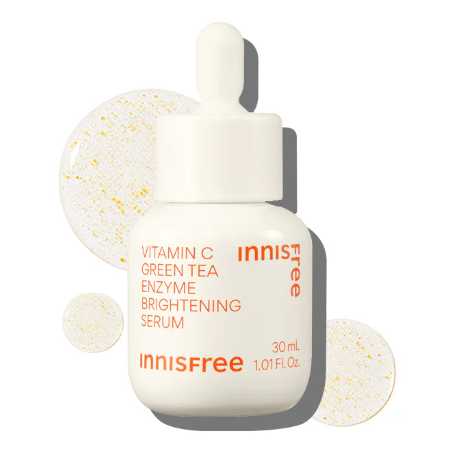 VITAMIN C
GREEN TEA
ENZYME
BRIGHTENING
SERUM
INNISFree
30 mL
1.01 Fl. Oz.
INNISFree